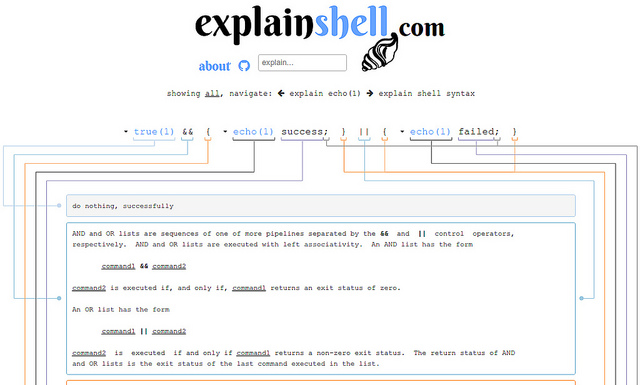 explainshell.com
about explain...
showing all, navigate: ← explain echo(1) → explain shell syntax
true(1) && { echo(1) success; } || { echo(1) failed; }
do nothing, successfully
AND and OR lists are sequences of one of more pipelines separated by the && and || control operators,
respectively. AND and OR lists are executed with left associativity. An AND list has the form
command1 && command2
command2 is executed if, and only if, command1 returns an exit status of zero.
An OR list has the form
command1 || command2
command2 is executed if and only if command1 returns a non-zero exit status. The return status of AND
and OR lists is the exit status of the last command executed in the list.